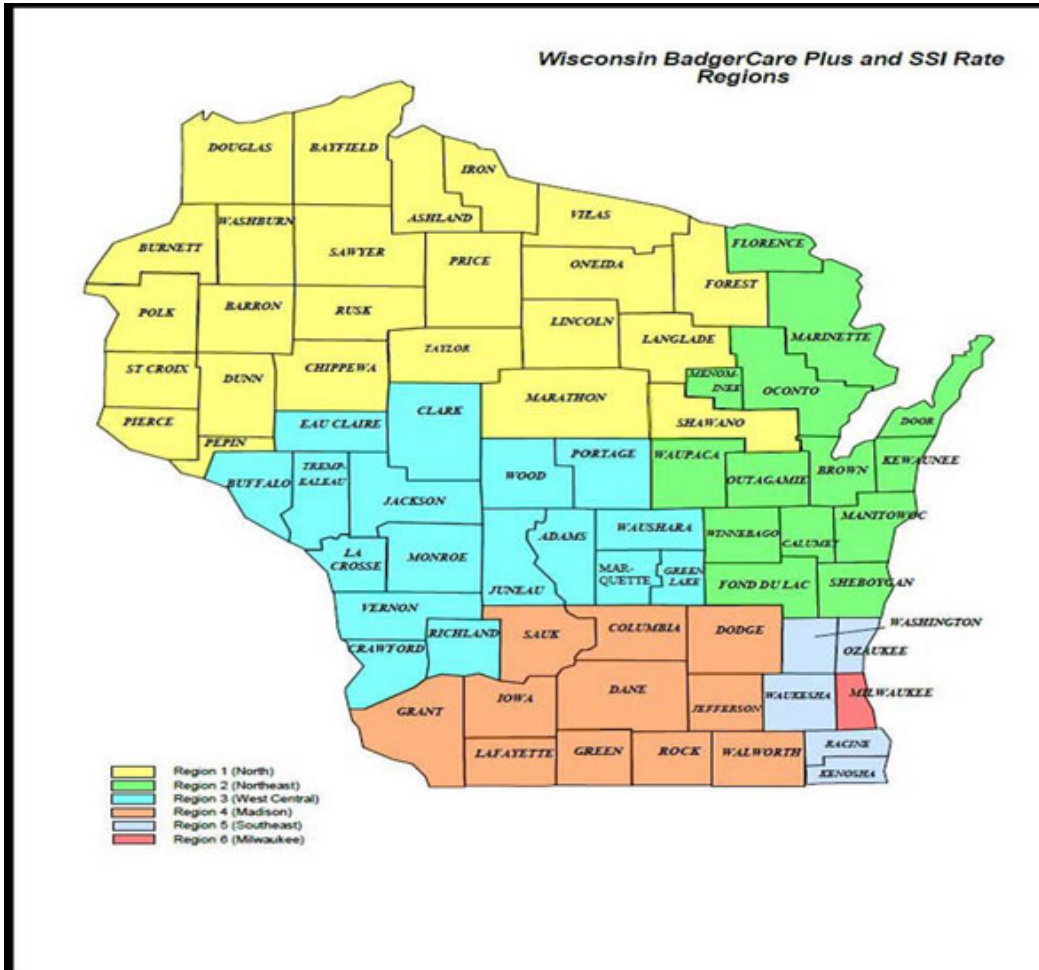 Wisconsin BadgerCare Plus and SSI Rate
Regions
DOUGLAS
BAYFIELD
IRON
ASHLAND
VILAS
WASHBURN
BURNETT
SAWYER
PRICE
ONEIDA
FLORENCE
FOREST
POLK
BARRON
RUSK
LINCOLN
MARINETTE
LANGLADE
TAYLOR
ST CROIX
DUNN
CHIPPEWA
MENOM-
INEE
OCONTO
MARATHON
CLARK
PIERCE
EAU CLAIRE
SHAWANO
DOOR
PEPIN
PORTAGE
WAUPACA
KEWAUNEE
BROWN
OUTAGAMIE
WOOD
TREMP-
EALEAU
BUFFALO
JACKSON
MANITOWOC
WAUSHARA
ADAMS
WINNEBAGO
CALUMET
LA
CROSSE
MONROE
MAR-
QUETTE
GREEN
LAKE
JUNEAU
FOND DU LAC
SHEBOYGAN
VERNON
RICHLAND
SAUK
COLUMBIA
DODGE
WASHINGTON
CRAWFORD
OZAUKEE
DANE
IOWA
GRANT
JEFFERSON
WAUKESHA
MILWAUKEE
LAFAYETTE
GREEN
ROCK
WALWORTH
RACINE
KENOSHA
Region 1 (North)
Region 2 (Northeast)
Region 3 (West Central)
Region 4 (Madison)
Region 5 (Southeast)
Region 6 (Milwaukee)